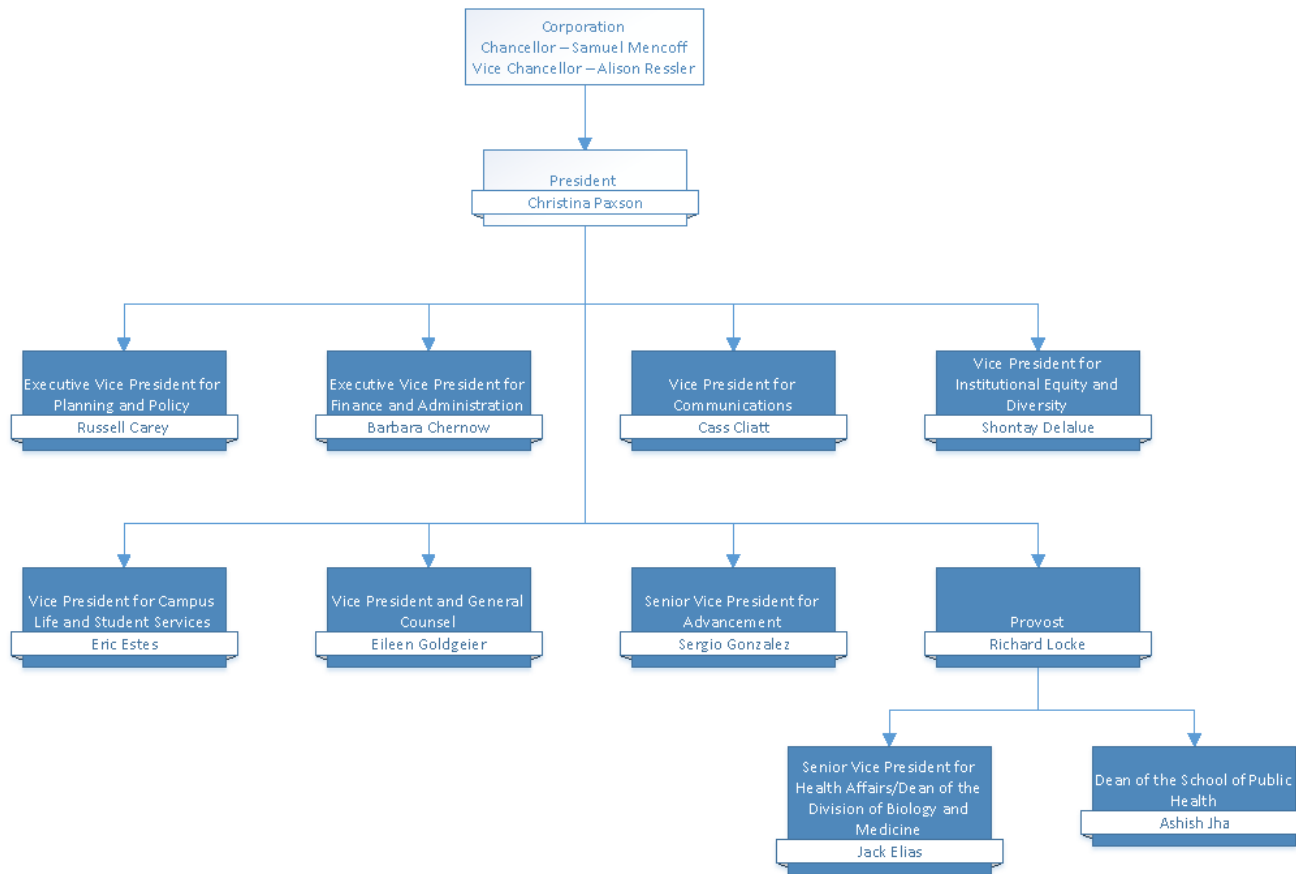 Corporation
Chancellor – Samuel Mencoff
Vice Chancellor – Alison Ressler
President
Christina Paxson
Executive Vice President for
Planning and Policy
Russell Carey
Executive Vice President for
Finance and Administration
Barbara Chernow
Vice President for
Communications
Cass Cliatt
Vice President for
Institutional Equity and
Diversity
Shontay Delalue
Vice President for Campus
Life and Student Services
Eric Estes
Vice President and General
Counsel
Eileen Goldgeier
Senior Vice President for
Advancement
Sergio Gonzalez
Provost
Richard Locke
Senior Vice President for
Health Affairs/Dean of the
Division of Biology and
Medicine
Jack Elias
Dean of the School of Public
Health
Ashish Jha